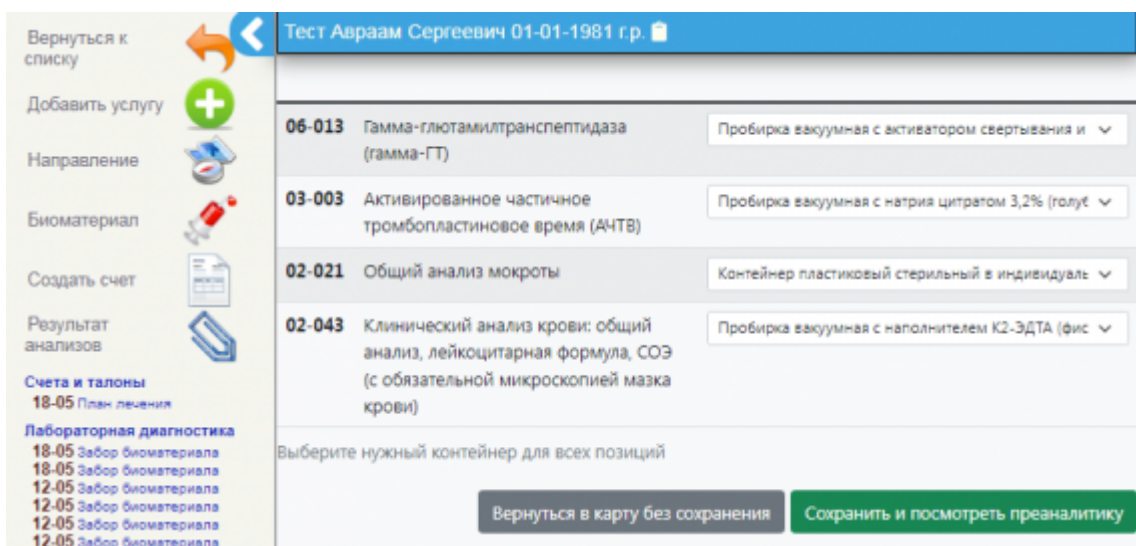 Вернуться к
списку
Добавить услугу
Направление
Биоматериал
Создать счет
Результат
анализов
Счета и талоны
18-05 План лечения
Лабораторная диагностика
18-05 Забор биоматериала
18-05 Забор биоматериала
12-05 Забор биоматериала
12-05 Забор биоматериала
12-05 Забор биоматериала
12-05 Забор биоматериала
Тест Авраам Сергеевич 01-01-1981 г.р.
06-013 Гамма-глютамилтранспептидаза
(гамма-ГТ)
Пробирка вакуумная с активатором свертывания и
03-003 Активированное частичное
тромбопластиновое время (АЧТВ)
Пробирка вакуумная с натрия цитратом 3,2% (голуб
02-021 Общий анализ мокроты
Контейнер пластиковый стерильный в индивидуаль
02-043 Клинический анализ крови: общий
анализ, лейкоцитарная формула, СОЭ
(с обязательной микроскопией мазка
крови)
Пробирка вакуумная с наполнителем К2-ЭДТА (фис
Выберите нужный контейнер для всех позиций
Вернуться в карту без сохранения
Сохранить и посмотреть преаналитику